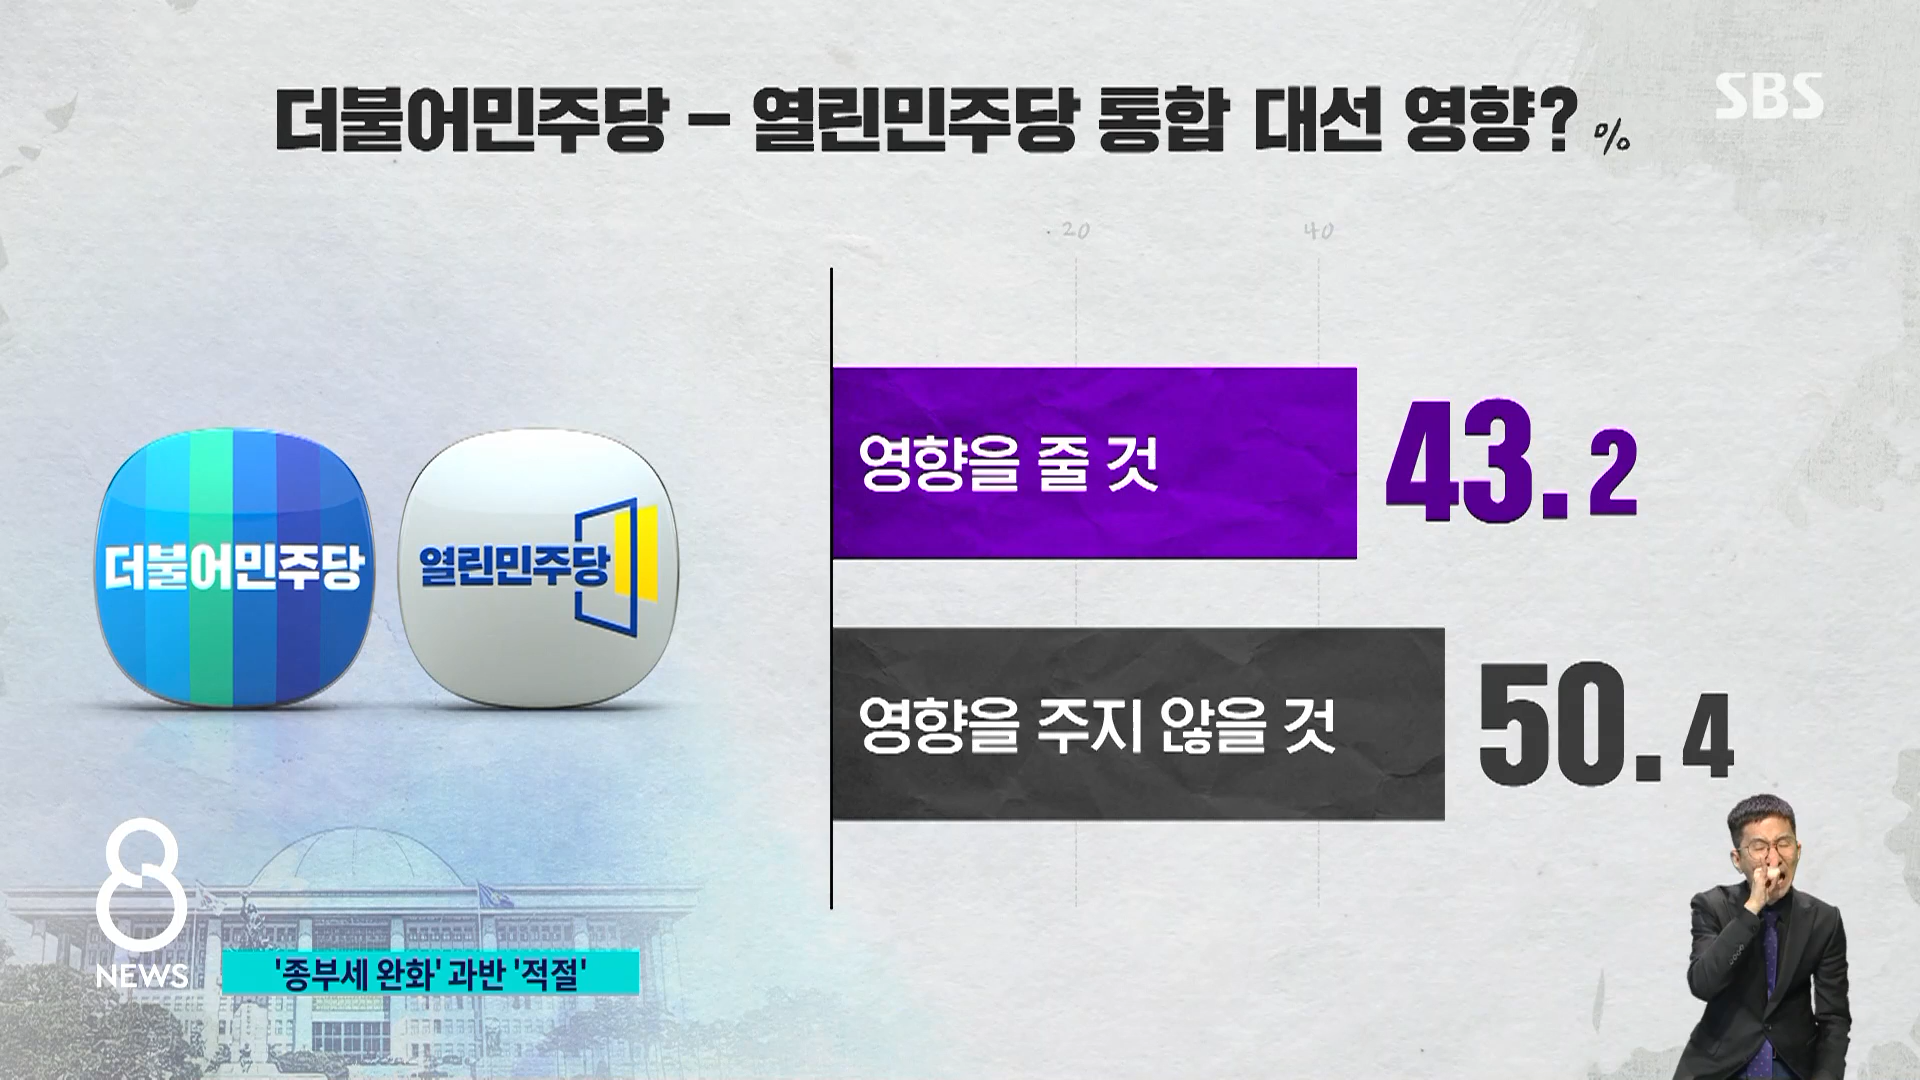 더불어민주당 – 열린민주당 통합 대선 영향? %
SBS
20 40
영향을 줄 것 43.2
더불어민주당
열린민주당
영향을 주지 않을 것 50.4
8
NEWS
'종부세 완화' 과반 '적절'